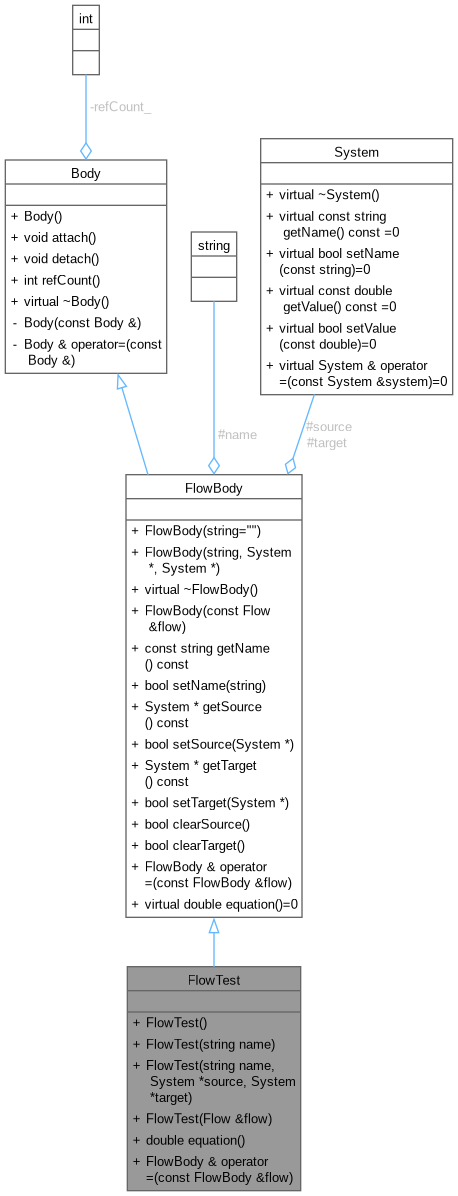 int
-refCount_
Body
+ Body()
+ void attach()
+ void detach()
+ int refCount()
+ virtual ~Body()
- Body(const Body &)
- Body & operator=(const
Body &)
string
#name
System
+ virtual ~System()
+ virtual const string
getName() const =0
+ virtual bool setName
(const string)=0
+ virtual const double
getValue() const =0
+ virtual bool setValue
(const double)=0
+ virtual System & operator
=(const System &system)=0
#source
#target
FlowBody
+ FlowBody(string="")
+ FlowBody(string, System
*, System *)
+ virtual ~FlowBody()
+ FlowBody(const Flow
&flow)
+ const string getName
() const
+ bool setName(string)
+ System * getSource
() const
+ bool setSource(System *)
+ System * getTarget
() const
+ bool setTarget(System *)
+ bool clearSource()
+ bool clearTarget()
+ FlowBody & operator
=(const FlowBody &flow)
+ virtual double equation()=0
FlowTest
+ FlowTest()
+ FlowTest(string name)
+ FlowTest(string name,
System *source, System
*target)
+ FlowTest(Flow &flow)
+ double equation()
+ FlowBody & operator
=(const FlowBody &flow)